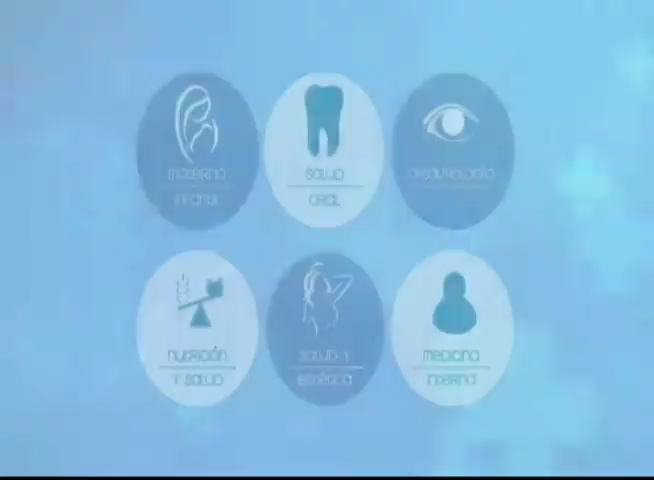 materno
infantil
salud
oral
oftalmología
nutrición
y salud
salud y
estética
medicina
interna